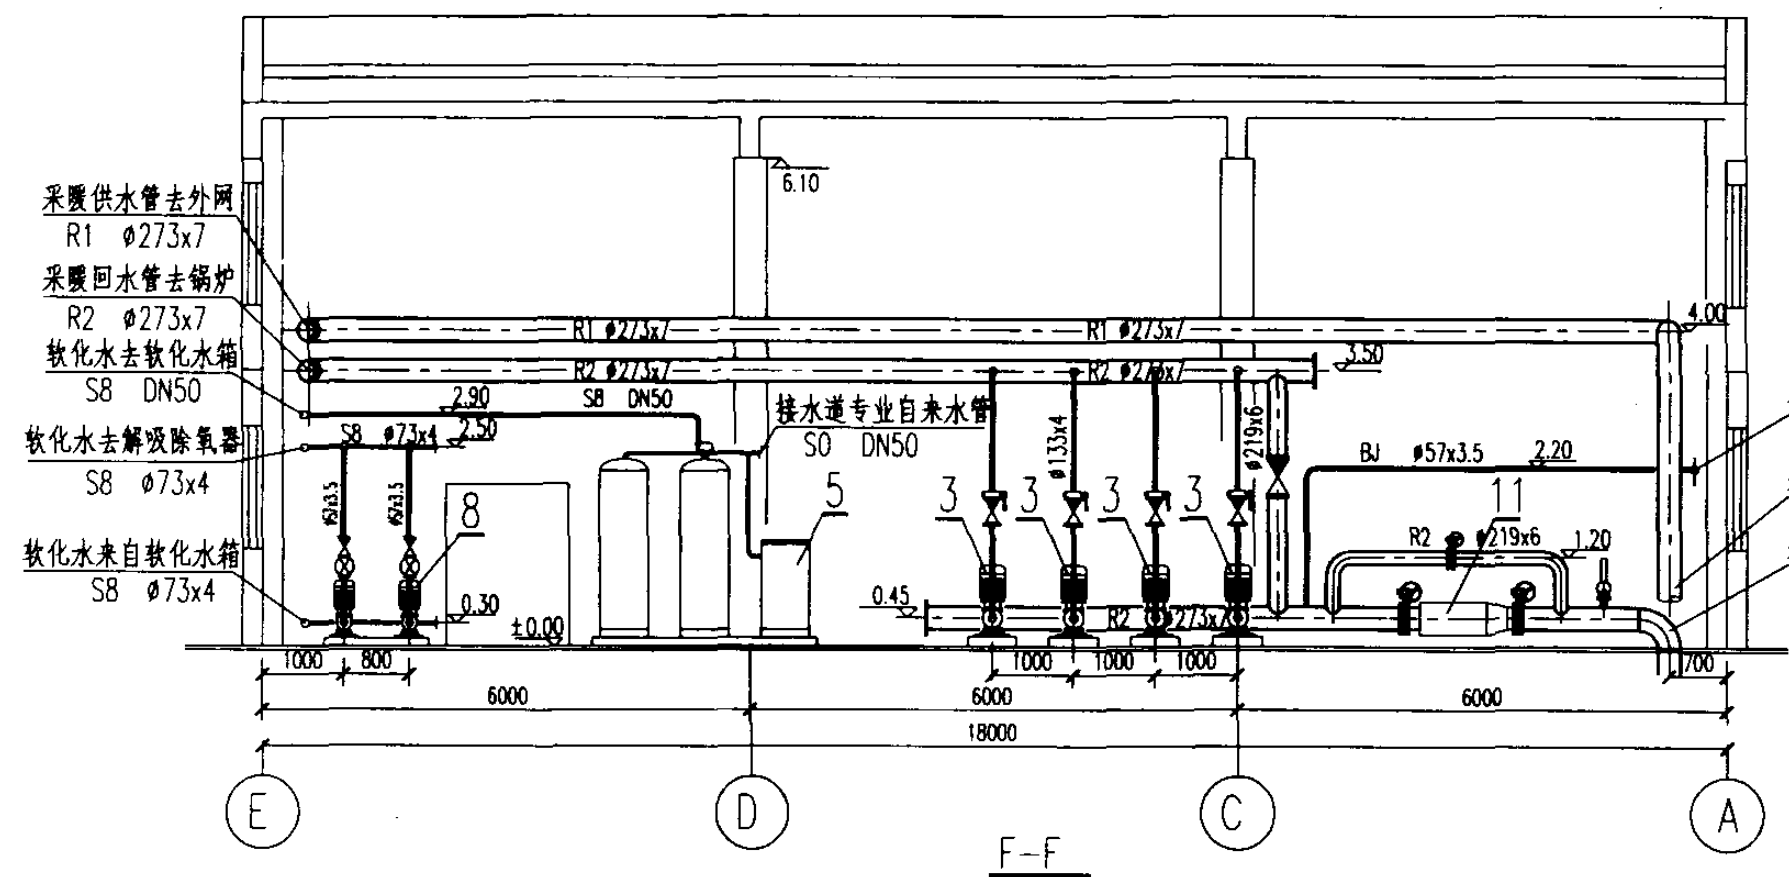 6.10
采暖供水管去外网
R1 ø273x7
采暖回水管去锅炉
R2 ø273x7
软化水去软化水箱
S8 DN50
软化水去解吸除氧器
S8 ø73x4
软化水来自软化水箱
S8 ø73x4
R1 ø273x7
R1 ø273x7
4.00
R2 ø273x7
R2 ø273x7
3.50
2.90
S8 DN50
S8 ø73x4
2.50
接水道专业自来水管
S0 DN50
ø57x3.5
ø57x3.5
ø133x4
ø219x6
BJ ø57x3.5
2.20
8
5
3
3
3
3
11
R2 ø219x6
1.20
0.30
±0.00
0.45
R2 ø273x7
1000
800
1000
1000
1000
700
6000
6000
6000
18000
E
D
C
A
F-F